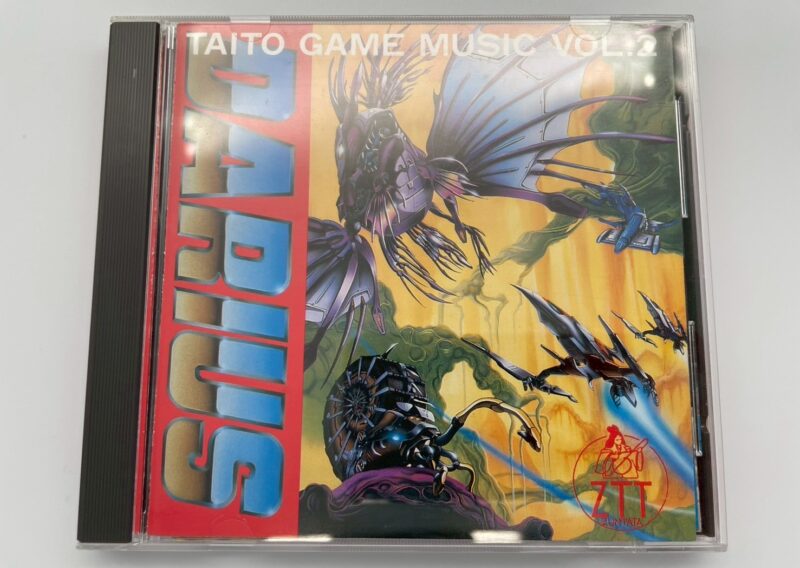 TAITO GAME MUSIC VOL.2
DARIUS
ZTT
ZUNTATA